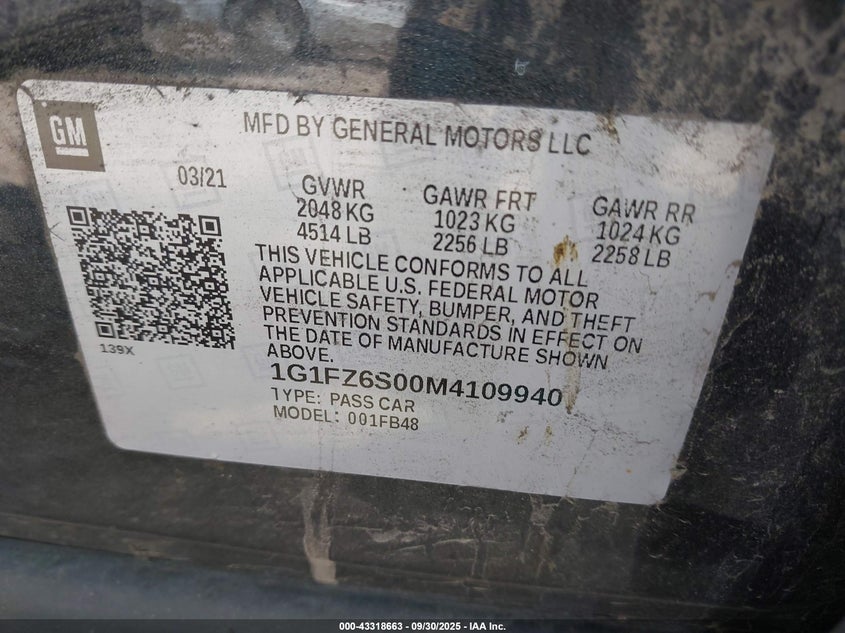 GM
MFD BY GENERAL MOTORS LLC
03/21
GVWR
2048 KG
4514 LB
GAWR FRT
1023 KG
2256 LB
GAWR RR
1024 KG
2258 LB
THIS VEHICLE CONFORMS TO ALL
APPLICABLE U.S. FEDERAL MOTOR
VEHICLE SAFETY, BUMPER, AND THEFT
PREVENTION STANDARDS IN EFFECT ON
THE DATE OF MANUFACTURE SHOWN
ABOVE.
139X
1G1FZ6S00M4109940
TYPE: PASS CAR
MODEL: 001FB48
000-43318663 - 09/30/2025 - IAA Inc.